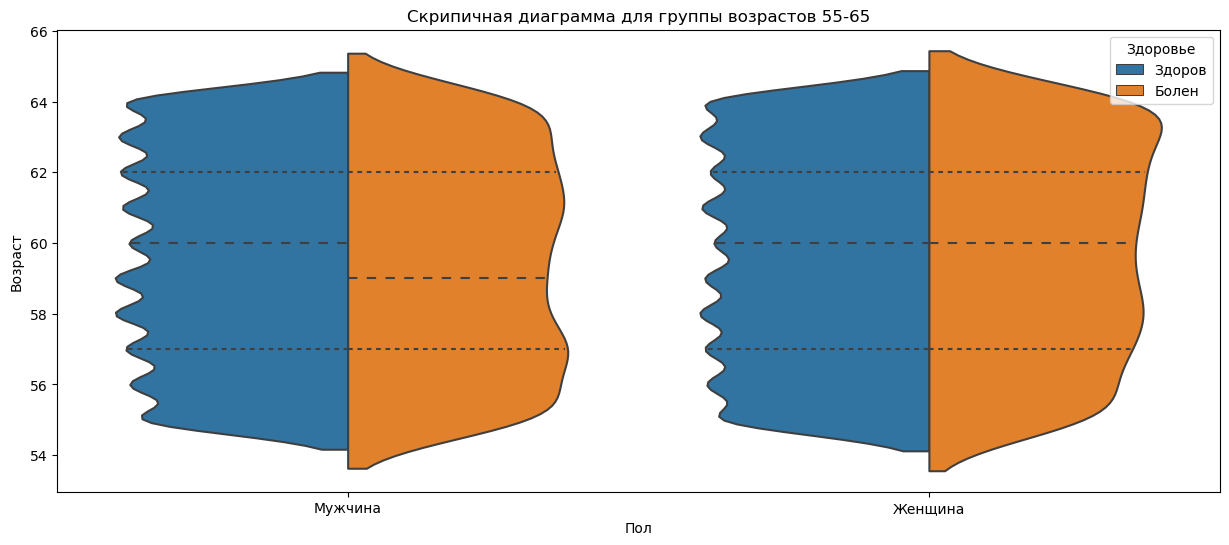 Скрипичная диаграмма для группы возрастов 55-65
66
64
62
60
58
56
54
Возраст
Здоровье
Здоров
Болен
Мужчина
Женщина
Пол